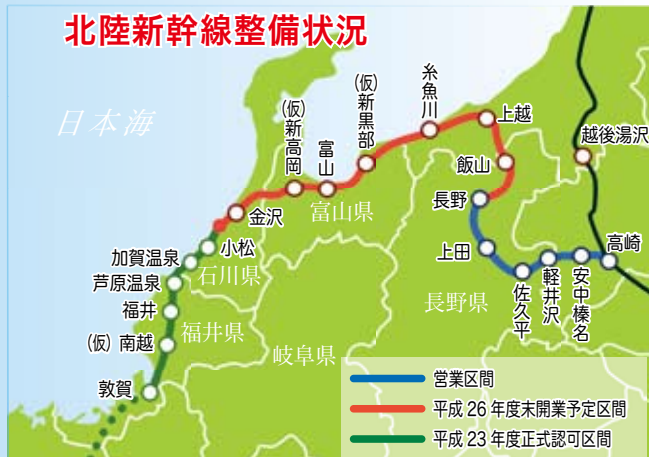 北陸新幹線整備状況
日本海
(仮)新高岡
富山
(仮)新黒部
糸魚川
上越
越後湯沢
飯山
長野
金沢
富山県
小松
加賀温泉
石川県
芦原温泉
福井
福井県
(仮)南越
敦賀
岐阜県
上田
長野県
佐久平
軽井沢
安中榛名
高崎
営業区間
平成26年度末開業予定区間
平成23年度正式認可区間